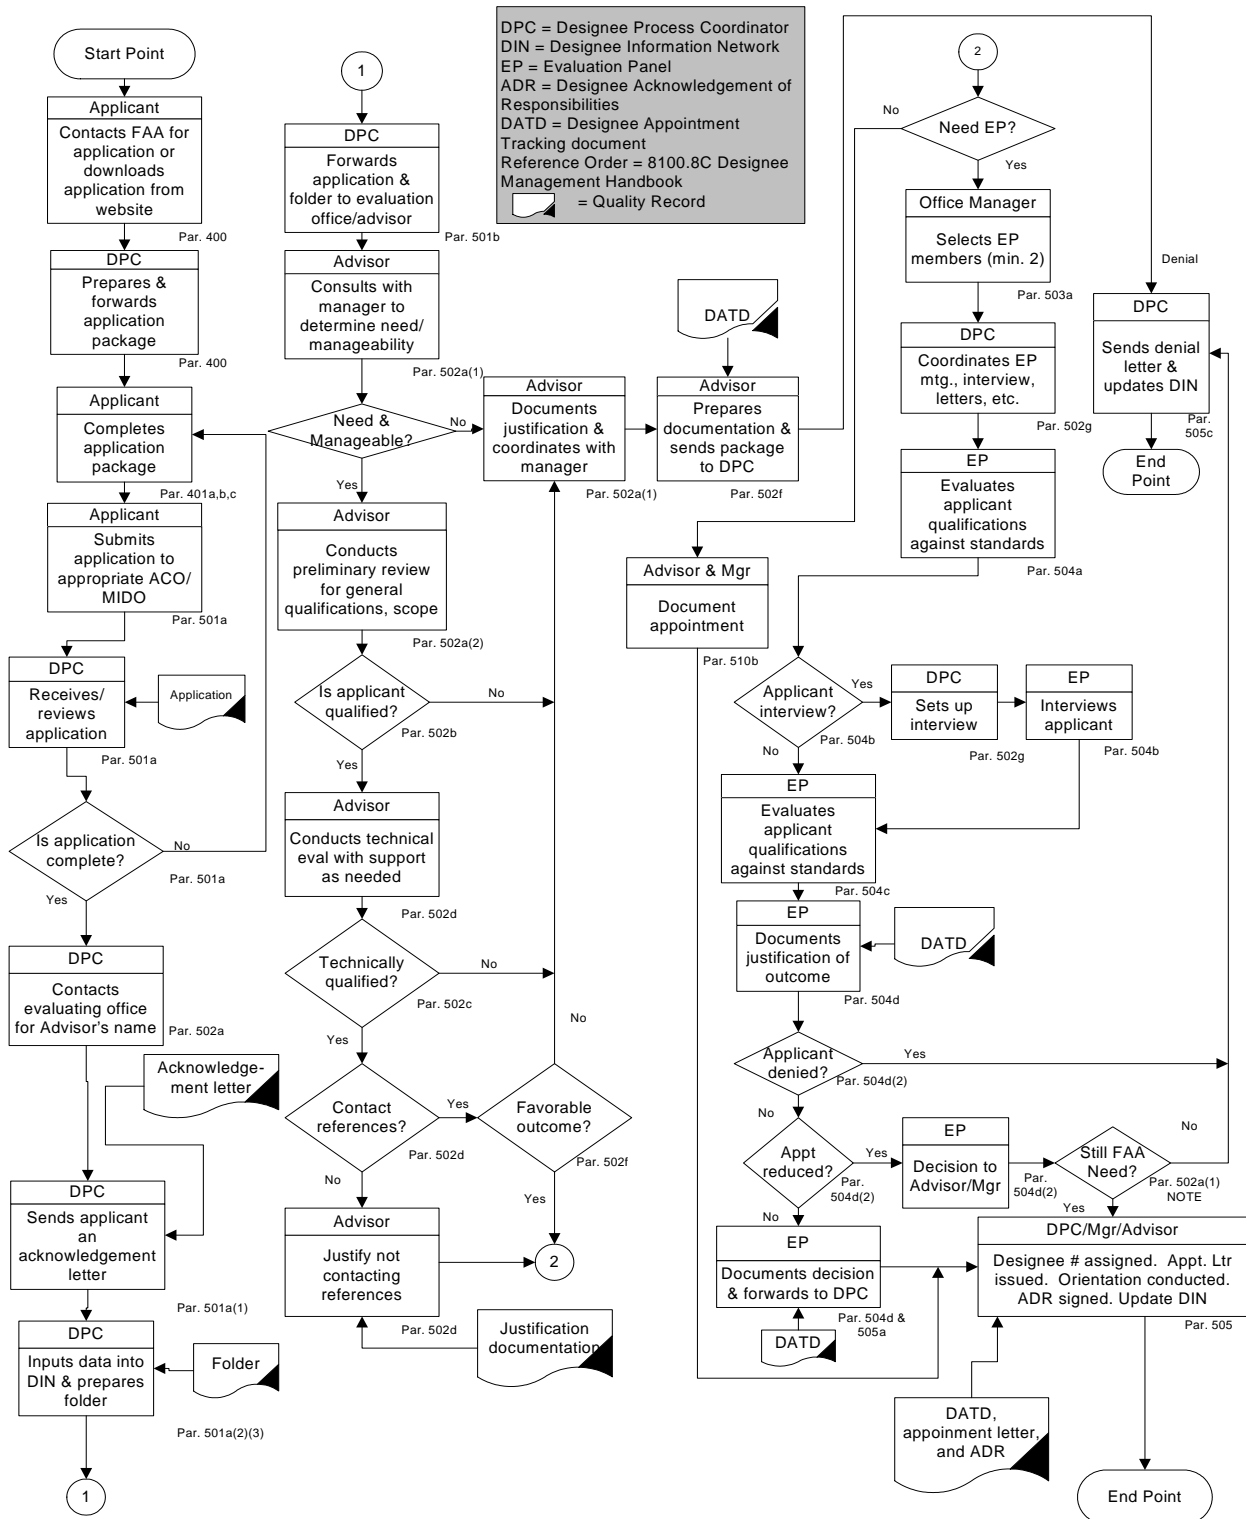 Start Point
Applicant
Contacts FAA for
application or
downloads
application from
website
Par. 400
DPC
Prepares &
forwards
application
package
Par. 400
Applicant
Completes
application
package
Par. 401a,b,c
Applicant
Submits
application to
appropriate ACO/
MIDO
Par. 501a
DPC
Receives/
reviews
application
Application
Par. 501a
Is application
complete?
No
Par. 501a
Yes
DPC
Contacts
evaluating office
for Advisor's name
Par. 502a
Acknowledge-
ment letter
DPC
Sends applicant
an
acknowledgement
letter
Par. 501a(1)
DPC
Inputs data into
DIN & prepares
folder
Folder
Par. 501a(2)(3)
1
1
DPC
Forwards
application &
folder to evaluation
office/advisor
Par. 501b
Advisor
Consults with
manager to
determine need/
manageability
Par. 502a(1)
Need &
Manageable?
No
Yes
Advisor
Documents
justification &
coordinates with
manager
Par. 502a(1)
DATD
Advisor
Prepares
documentation &
sends package
to DPC
Par. 502f
Advisor
Conducts
preliminary review
for general
qualifications, scope
Par. 502a(2)
Is applicant
qualified?
No
Par. 502b
Yes
Advisor
Conducts technical
eval with support
as needed
Par. 502d
Technically
qualified?
No
Par. 502c
Yes
Contact
references?
Yes
Par. 502d
No
Favorable
outcome?
No
Par. 502f
Yes
Advisor
Justify not
contacting
references
Par. 502d
2
Justification
documentation
DPC = Designee Process Coordinator
DIN = Designee Information Network
EP = Evaluation Panel
ADR = Designee Acknowledgement of
Responsibilities
DATD = Designee Appointment
Tracking document
Reference Order = 8100.8C Designee
Management Handbook
= Quality Record
2
Need EP?
No
Yes
Office Manager
Selects EP
members (min. 2)
Par. 503a
DPC
Coordinates EP
mtg., interview,
letters, etc.
Par. 502g
EP
Evaluates
applicant
qualifications
against standards
Par. 504a
Denial
DPC
Sends denial
letter &
updates DIN
Par.
505c
End
Point
Advisor & Mgr
Document
appointment
Par. 510b
Applicant
interview?
Yes
Par. 504b
No
DPC
Sets up
interview
Par. 502g
EP
Interviews
applicant
Par. 504b
EP
Evaluates
applicant
qualifications
against standards
Par. 504c
EP
Documents
justification of
outcome
DATD
Par. 504d
Applicant
denied?
Yes
Par. 504d(2)
No
Appt
reduced?
Yes
Par.
504d(2)
No
EP
Decision to
Advisor/Mgr
Par.
504d(2)
Still FAA
Need?
No
Par. 502a(1)
NOTE
Yes
EP
Documents decision
& forwards to DPC
Par. 504d &
505a
DATD
DPC/Mgr/Advisor
Designee # assigned. Appt. Ltr
issued. Orientation conducted.
ADR signed. Update DIN
Par. 505
DATD,
appoinment letter,
and ADR
End Point